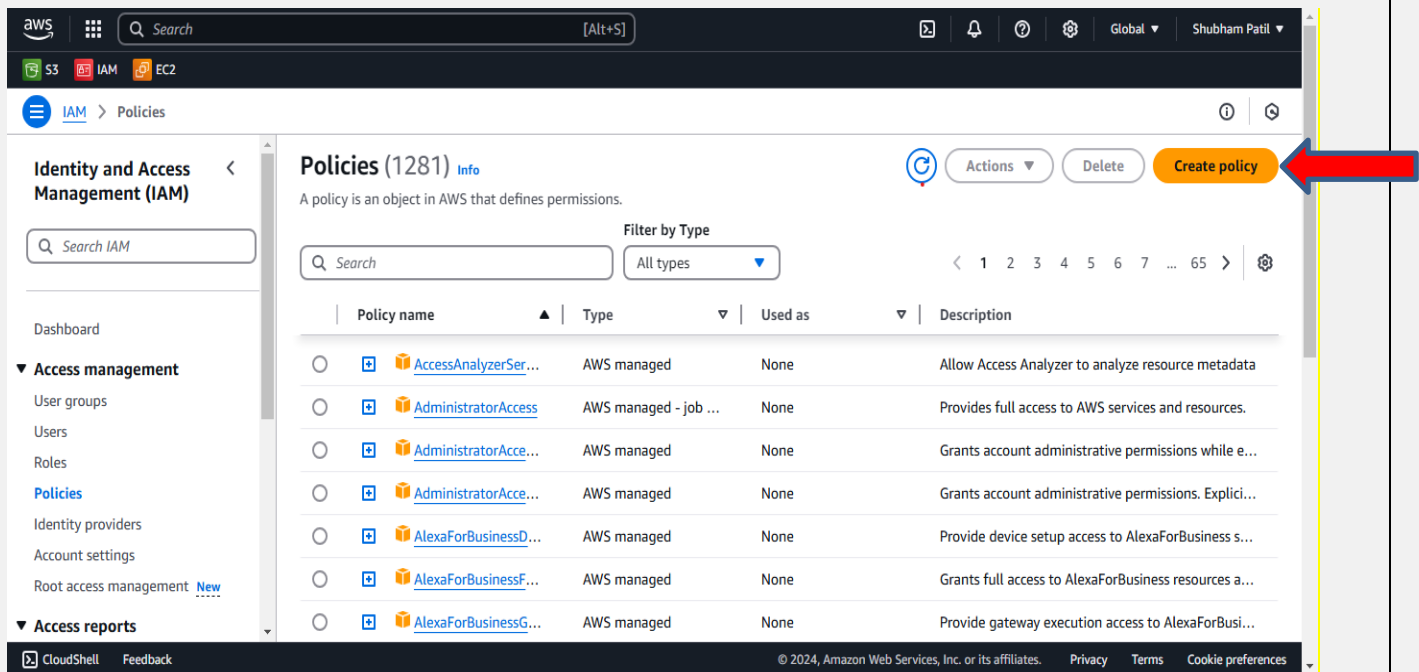 aws
Search [Alt+S]
Global ▼ Shubham Patil ▼
S3 IAM EC2
IAM > Policies
Identity and Access
Management (IAM)
Search IAM
Dashboard
▼ Access management
User groups
Users
Roles
Policies
Identity providers
Account settings
Root access management New
▼ Access reports
Policies (1281) Info
Actions ▼ Delete Create policy
A policy is an object in AWS that defines permissions.
Filter by Type
Search All types ▼
< 1 2 3 4 5 6 7 ... 65 >
Policy name ▲ Type Used as Description
AccessAnalyzerSer... AWS managed None Allow Access Analyzer to analyze resource metadata
AdministratorAccess AWS managed - job ... None Provides full access to AWS services and resources.
AdministratorAcce... AWS managed None Grants account administrative permissions while e...
AdministratorAcce... AWS managed None Grants account administrative permissions. Explici...
AlexaForBusinessD... AWS managed None Provide device setup access to AlexaForBusiness s...
AlexaForBusinessF... AWS managed None Grants full access to AlexaForBusiness resources a...
AlexaForBusinessG... AWS managed None Provide gateway execution access to AlexaForBusi...
CloudShell Feedback © 2024, Amazon Web Services, Inc. or its affiliates. Privacy Terms Cookie preferences